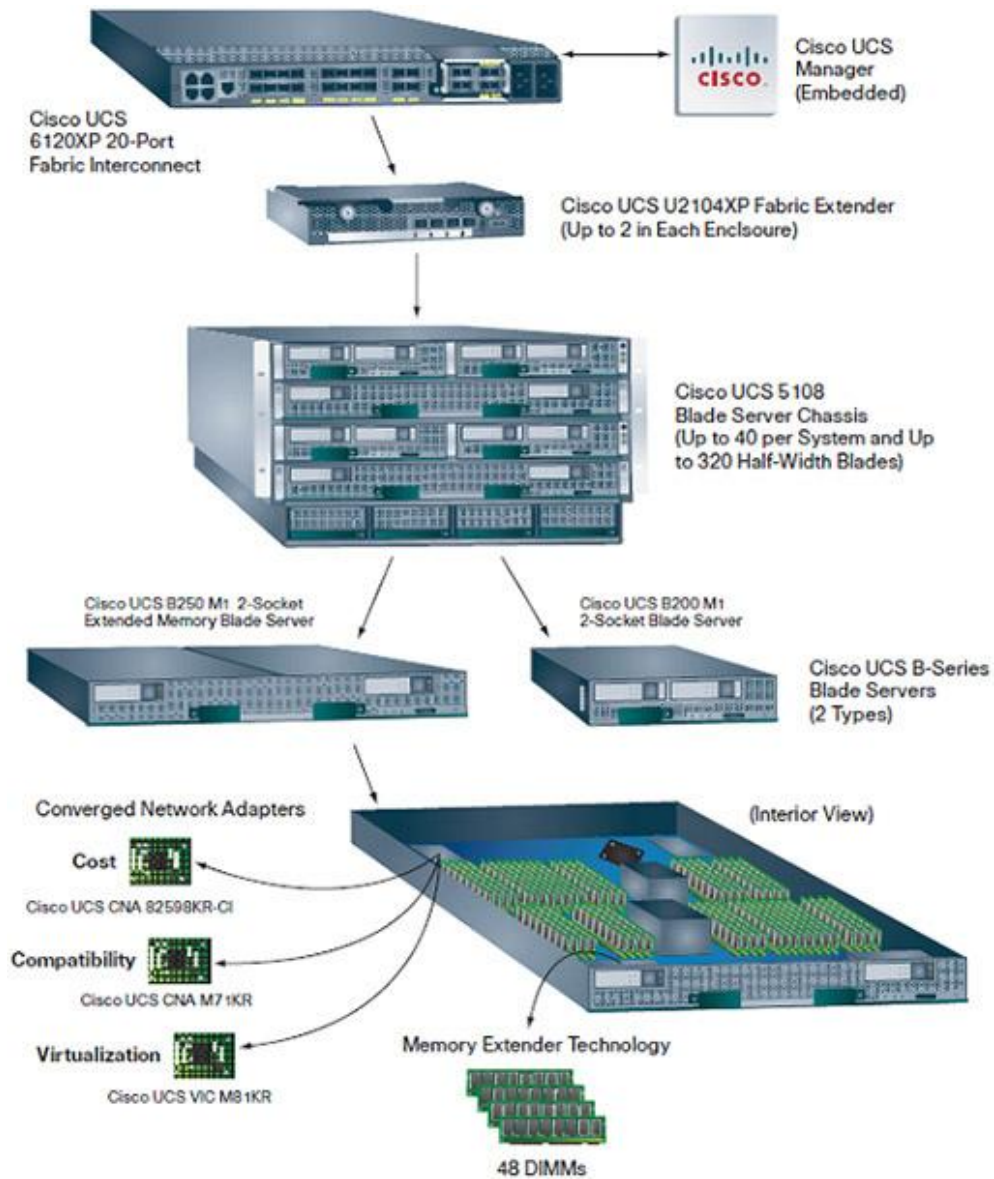 cisco
Cisco UCS
Manager
(Embedded)
Cisco UCS
6120XP 20-Port
Fabric Interconnect
Cisco UCS U2104XP Fabric Extender
(Up to 2 in Each Enclsoure)
Cisco UCS 5108
Blade Server Chassis
(Up to 40 per System and Up
to 320 Half-Width Blades)
Cisco UCS B250 M1 2-Socket
Extended Memory Blade Server
Cisco UCS B200 M1
2-Socket Blade Server
Cisco UCS B-Series
Blade Servers
(2 Types)
Converged Network Adapters
(Interior View)
Cost
Cisco UCS CNA 82598KR-CI
Compatibility
Cisco UCS CNA M71KR
Virtualization
Cisco UCS VIC M81KR
Memory Extender Technology
48 DIMMs